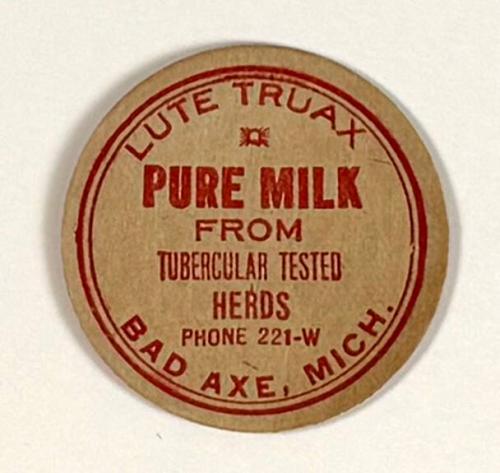 LUTE TRUAX
PURE MILK
FROM
TUBERCULAR TESTED
HERDS
PHONE 221-W
BAD AXE, MICH.